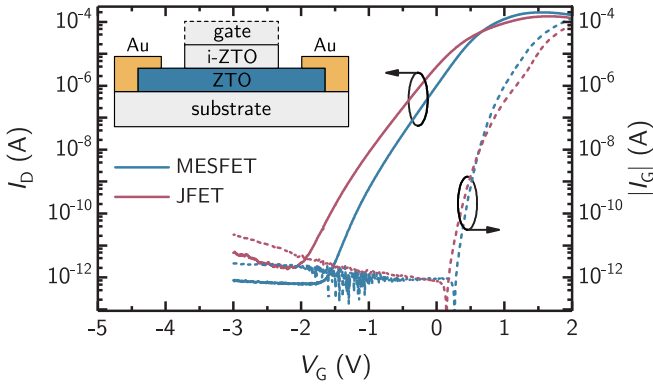 gate
Au
i-ZTO
Au
ZTO
substrate
MESFET
JFET
I_D (A)
10^-4
10^-6
10^-8
10^-10
10^-12
|I_G| (A)
10^-4
10^-6
10^-8
10^-10
10^-12
-5 -4 -3 -2 -1 0 1 2
V_G (V)